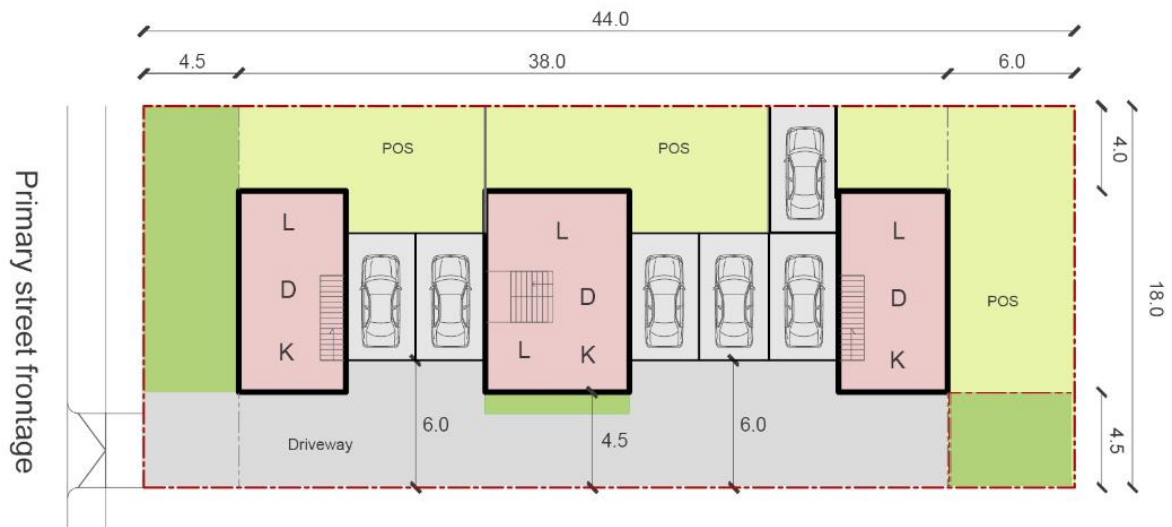 44.0
4.5
38.0
6.0
POS
POS
4.0
Primary street frontage
L
D
K
L
D
L
K
L
D
K
POS
18.0
6.0
4.5
6.0
4.5
Driveway